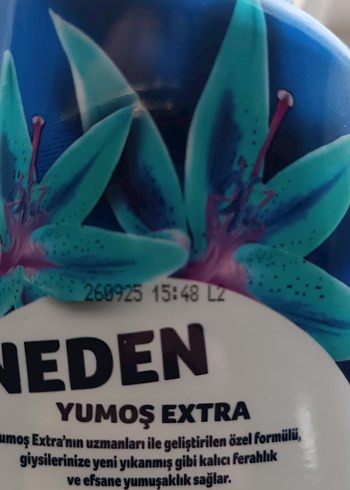 260925 15:48 L2
NEDEN
YUMOŞ EXTRA
umoş Extra'nın uzmanları ile geliştirilen özel formülü,
giysilerinize yeni yıkanmış gibi kalıcı ferahlık
ve efsane yumuşaklık sağlar.